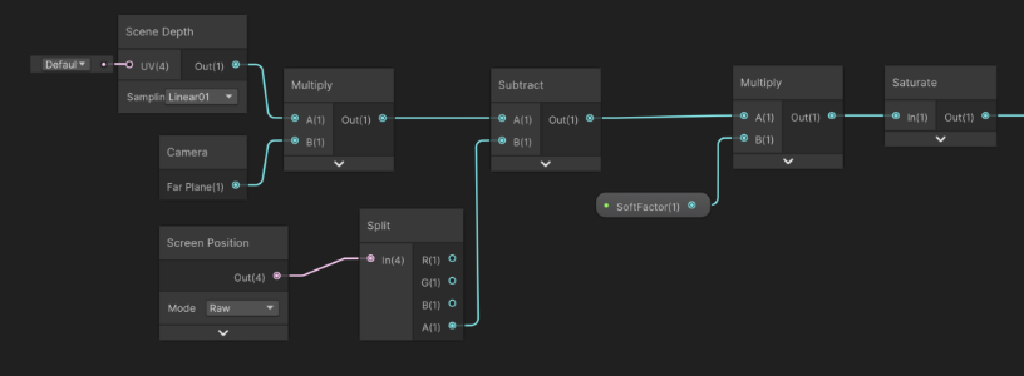 Scene Depth
Defaul
UV(4)
Out(1)
Samplin
Linear01
Multiply
A(1)
Out(1)
B(1)
Camera
Far Plane(1)
Screen Position
Out(4)
Mode
Raw
Split
In(4)
R(1)
G(1)
B(1)
A(1)
Subtract
A(1)
Out(1)
B(1)
SoftFactor(1)
Multiply
A(1)
Out(1)
B(1)
Saturate
In(1)
Out(1)